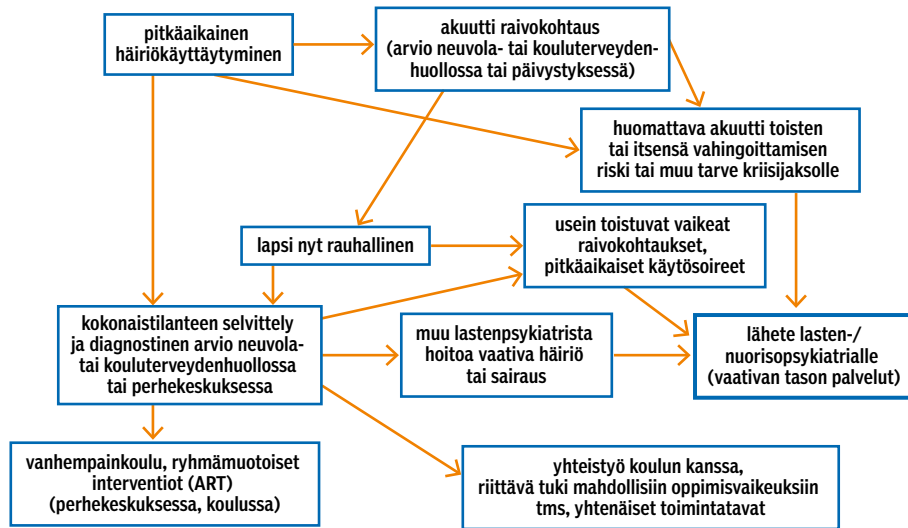 pitkäaikainen
häiriökäyttäytyminen
akuutti raivokohtaus
(arvio neuvola- tai kouluterveyden-
huollossa tai päivystyksessä)
huomattava akuutti toisten
tai itsensä vahingoittamisen
riski tai muu tarve kriisijaksolle
lapsi nyt rauhallinen
usein toistuvat vaikeat
raivokohtaukset,
pitkäaikaiset käytösoireet
kokonaistilanteen selvittely
ja diagnostinen arvio neuvola-
tai kouluterveydenhuollossa
tai perhekeskuksessa
muu lastenpsykiatrista
hoitoa vaativa häiriö
tai sairaus
lähete lasten-/
nuorisopsykiatrialle
(vaativan tason palvelut)
vanhempainkoulu, ryhmämuotoiset
interventiot (ART)
(perhekeskuksessa, koulussa)
yhteistyö koulun kanssa,
riittävä tuki mahdollisiin oppimisvaikeuksiin
tms, yhtenäiset toimintatavat